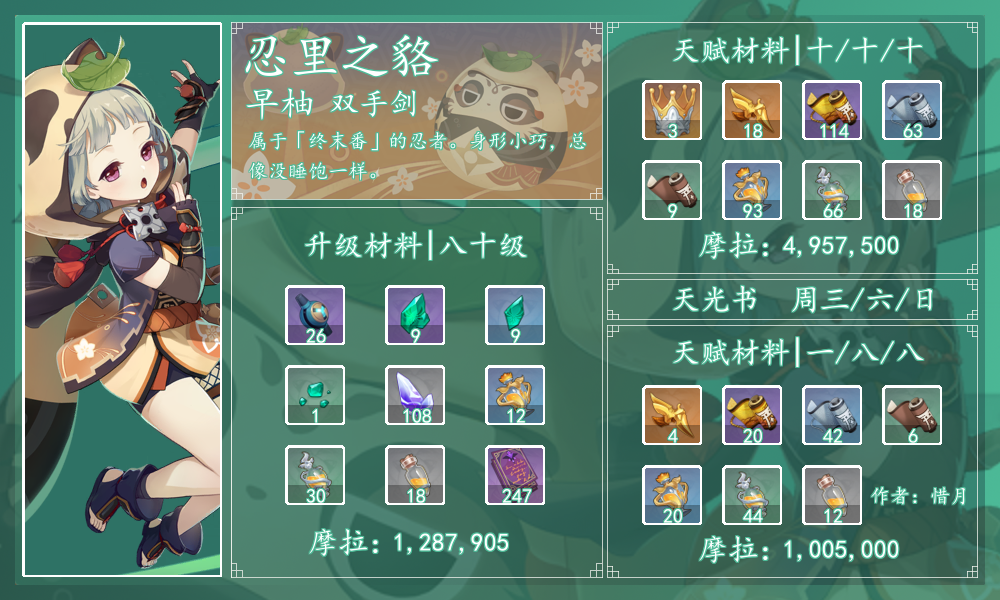 忍里之貉
早柚 双手剑
属于「终末番」的忍者。身形小巧，总
像没睡饱一样。
升级材料|八十级
26 9 9
1 108 12
30 18 247
摩拉：1,287,905
天赋材料|十/十/十
3 18 114 63
9 93 66 18
摩拉：4,957,500
天光书 周三/六/日
天赋材料|一/八/八
4 20 42 6
20 44 12
作者：惜月
摩拉：1,005,000